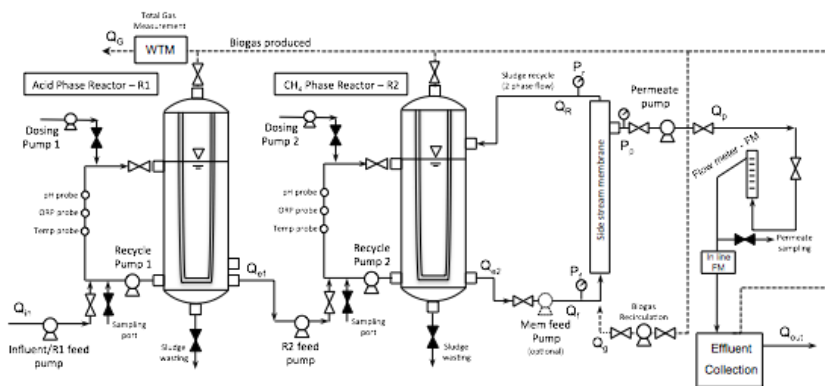 Total Gas
Measurement
Q_G
WTM
Biogas produced
Acid Phase Reactor – R1
CH₄ Phase Reactor – R2
Sludge recycle
(2 phase flow)
P_r
Q_R
Permeate
pump
Q_p
P_p
Dosing
Pump 1
Dosing
Pump 2
Side stream membrane
Flow meter - FM
pH probe
ORP probe
Temp probe
pH probe
ORP probe
Temp probe
Permeate
sampling
In line
FM
Recycle
Pump 1
Q_e1
Recycle
Pump 2
Q_e2
P_f
Q_in
Q_f
Biogas
Recirculation
Q_g
Sampling
port
Sampling
port
Influent/R1 feed
pump
Sludge
wasting
R2 feed
pump
Sludge
wasting
Mem feed
Pump
(optional)
Effluent
Collection
Q_out